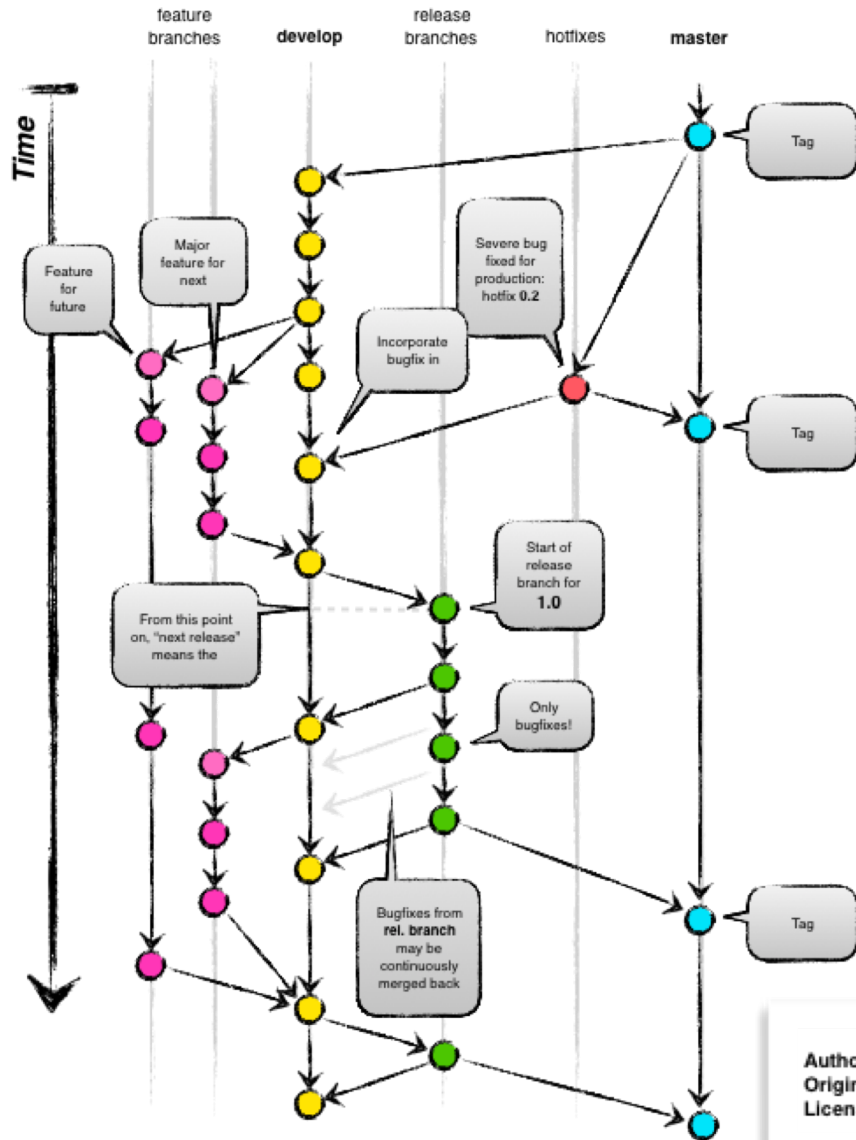 feature
branches
develop
release
branches
hotfixes
master
Time
Tag
Feature
for
future
Major
feature for
next
Severe bug
fixed for
production:
hotfix 0.2
Incorporate
bugfix in
Tag
Start of
release
branch for
1.0
From this point
on, “next release”
means the
Only
bugfixes!
Bugfixes from
rel. branch
may be
continuously
merged back
Tag
Autho
Origin
Licen